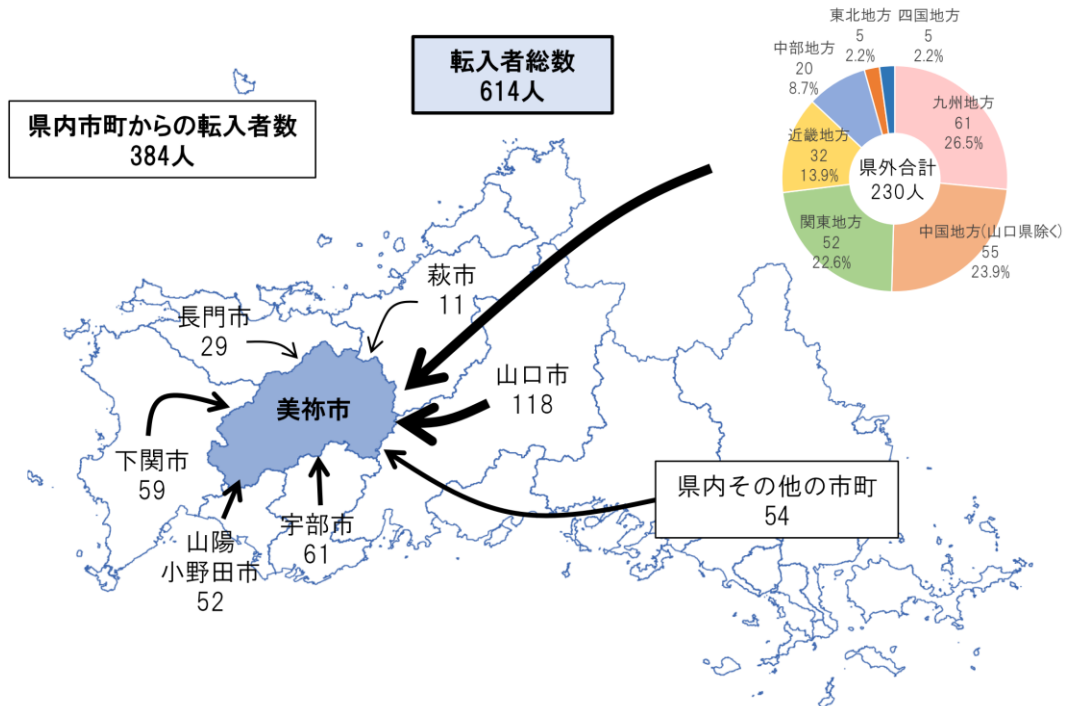 転入者総数
614人
県内市町からの転入者数
384人
東北地方
5
2.2%
四国地方
5
2.2%
中部地方
20
8.7%
九州地方
61
26.5%
近畿地方
32
13.9%
県外合計
230人
関東地方
52
22.6%
中国地方(山口県除く)
55
23.9%
萩市
11
長門市
29
山口市
118
美祢市
下関市
59
県内その他の市町
54
宇部市
61
山陽
小野田市
52